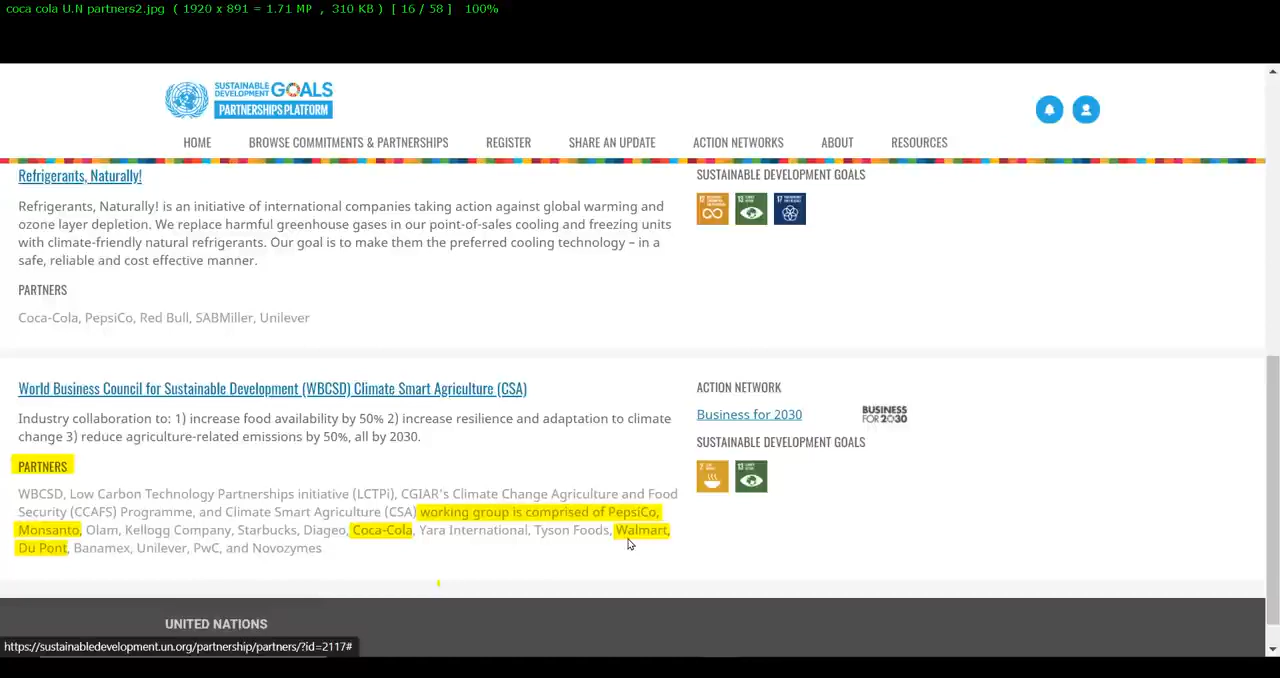 coca cola U.N partners2.jpg ( 1920 x 891 = 1.71 MP , 310 KB ) [ 16 / 58 ] 100%
SUSTAINABLE DEVELOPMENT GOALS
PARTNERSHIPS PLATFORM
HOME BROWSE COMMITMENTS & PARTNERSHIPS REGISTER SHARE AN UPDATE ACTION NETWORKS ABOUT RESOURCES
Refrigerants, Naturally!
SUSTAINABLE DEVELOPMENT GOALS
Refrigerants, Naturally! is an initiative of international companies taking action against global warming and
ozone layer depletion. We replace harmful greenhouse gases in our point-of-sales cooling and freezing units
with climate-friendly natural refrigerants. Our goal is to make them the preferred cooling technology – in a
safe, reliable and cost effective manner.
PARTNERS
Coca-Cola, PepsiCo, Red Bull, SABMiller, Unilever
World Business Council for Sustainable Development (WBCSD) Climate Smart Agriculture (CSA)
ACTION NETWORK
Industry collaboration to: 1) increase food availability by 50% 2) increase resilience and adaptation to climate
change 3) reduce agriculture-related emissions by 50%, all by 2030.
Business for 2030
BUSINESS
FOR 2030
SUSTAINABLE DEVELOPMENT GOALS
PARTNERS
WBCSD, Low Carbon Technology Partnerships initiative (LCTPi), CGIAR's Climate Change Agriculture and Food
Security (CCAFS) Programme, and Climate Smart Agriculture (CSA) working group is comprised of PepsiCo,
Monsanto, Olam, Kellogg Company, Starbucks, Diageo, Coca-Cola, Yara International, Tyson Foods, Walmart,
Du Pont, Banamex, Unilever, PwC, and Novozymes
UNITED NATIONS
https://sustainabledevelopment.un.org/partnership/partners/?id=2117#